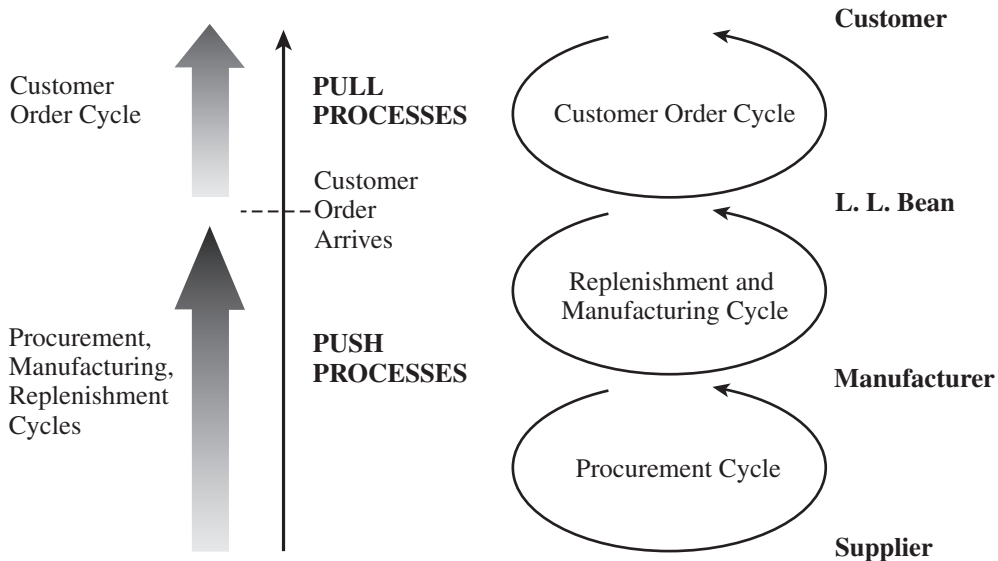 Customer
Order Cycle
PULL
PROCESSES
Customer
Order
Arrives
Procurement,
Manufacturing,
Replenishment
Cycles
PUSH
PROCESSES
Customer
Customer Order Cycle
L. L. Bean
Replenishment and
Manufacturing Cycle
Manufacturer
Procurement Cycle
Supplier